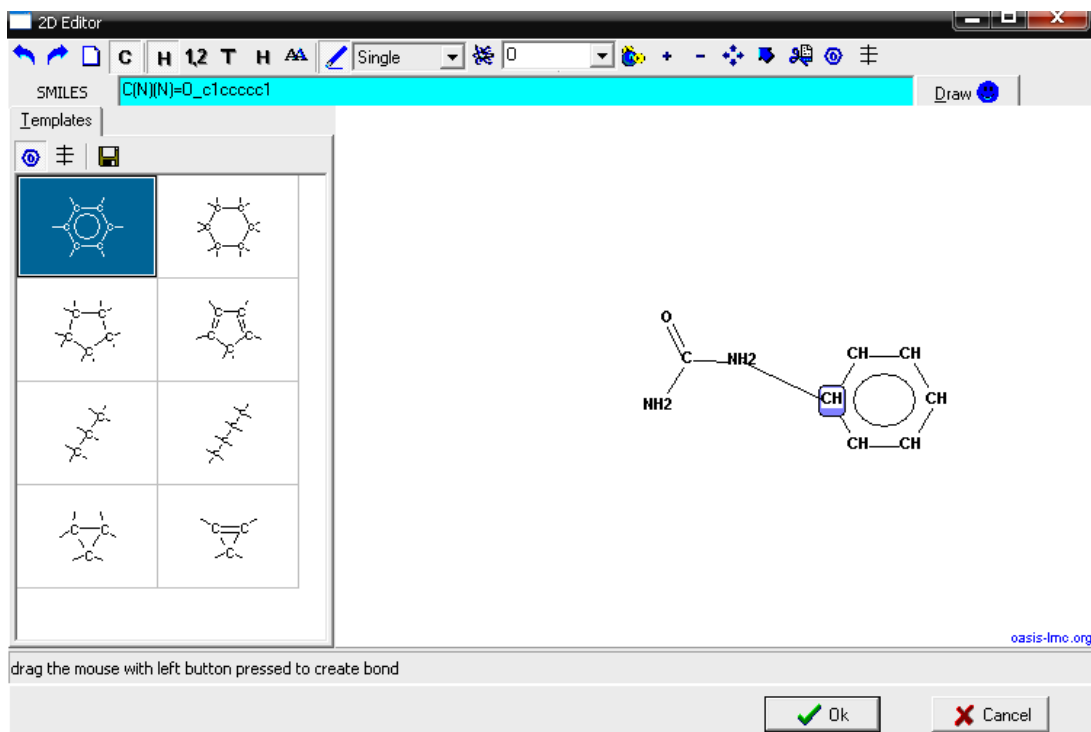 2D Editor
C H 1,2 T H AA Single 0 + -
SMILES C(N)(N)=O_c1ccccc1 Draw
Templates
C C C C C C C C C C C C
C C C C C C C C C C
C C C C C C C C
C C C C C C
O
C NH2 CH CH
NH2 CH CH
CH CH
oasis-lmc.org
drag the mouse with left button pressed to create bond
Ok Cancel